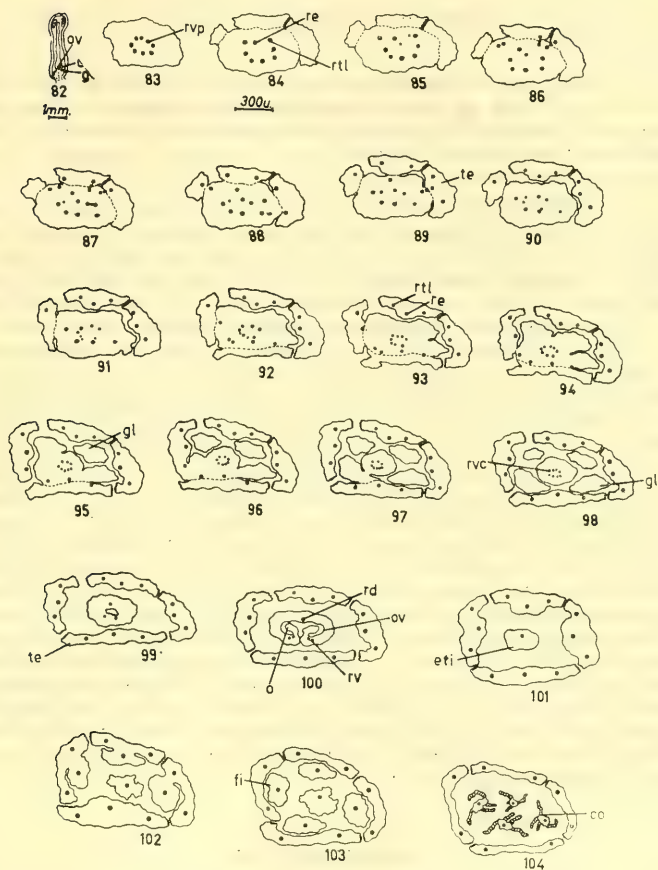 ov
g
82
1mm.
rvp
83
re
rtl
84
300u.
85
86
87
88
te
89
90
91
92
rtl
re
93
94
gl
95
96
97
rvc
gl
98
te
99
rd
ov
o
rv
100
eti
101
102
fi
103
co
104